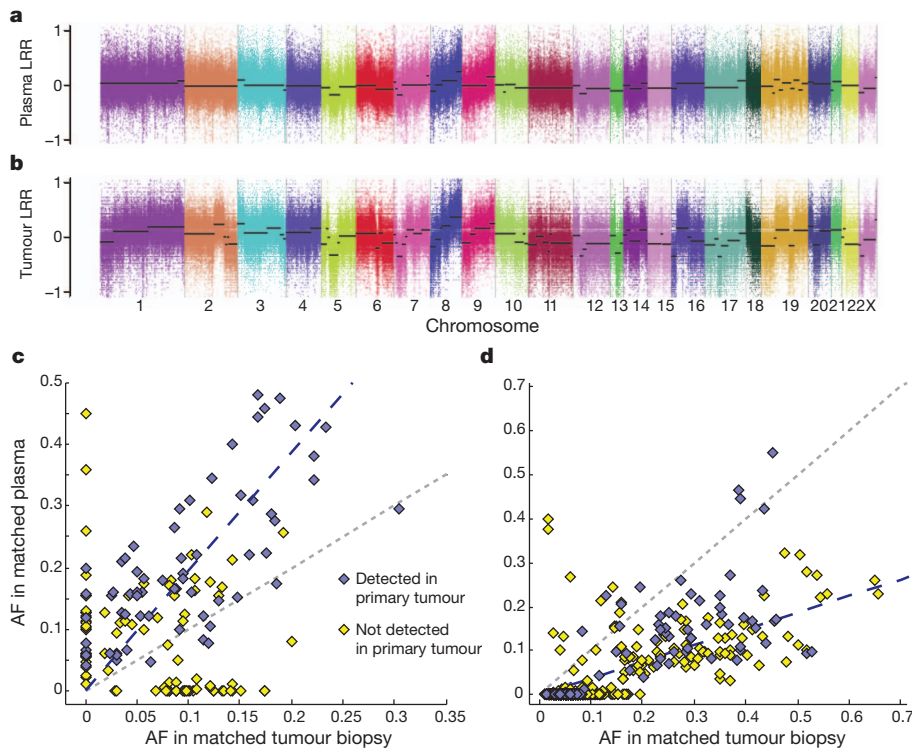 a
1
0
−1
Plasma LRR
b
1
0
−1
Tumour LRR
1 2 3 4 5 6 7 8 9 10 11 12 13 14 15 16 17 18 19 202122X
Chromosome
c
0.5
0.4
0.3
0.2
0.1
0
AF in matched plasma
0 0.05 0.1 0.15 0.2 0.25 0.3 0.35
AF in matched tumour biopsy
Detected in
primary tumour
Not detected
in primary tumour
d
0.7
0.6
0.5
0.4
0.3
0.2
0.1
0
0 0.1 0.2 0.3 0.4 0.5 0.6 0.7
AF in matched tumour biopsy